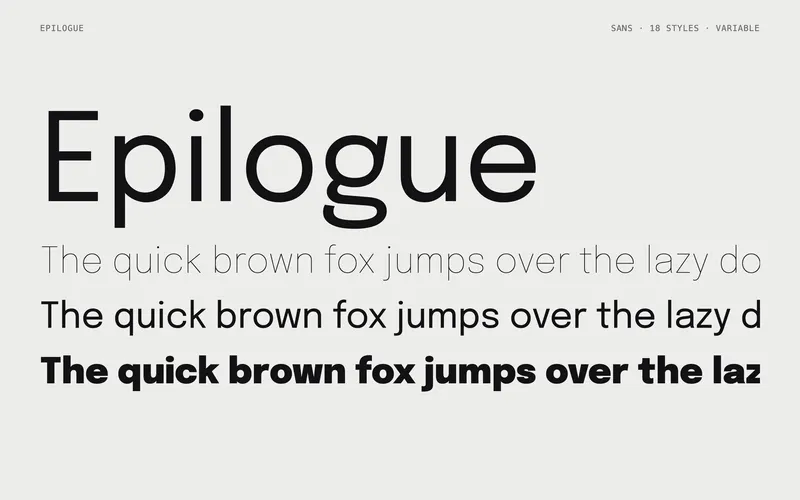 EPILOGUE
SANS · 18 STYLES · VARIABLE
Epilogue
The quick brown fox jumps over the lazy do
The quick brown fox jumps over the lazy d
The quick brown fox jumps over the laz